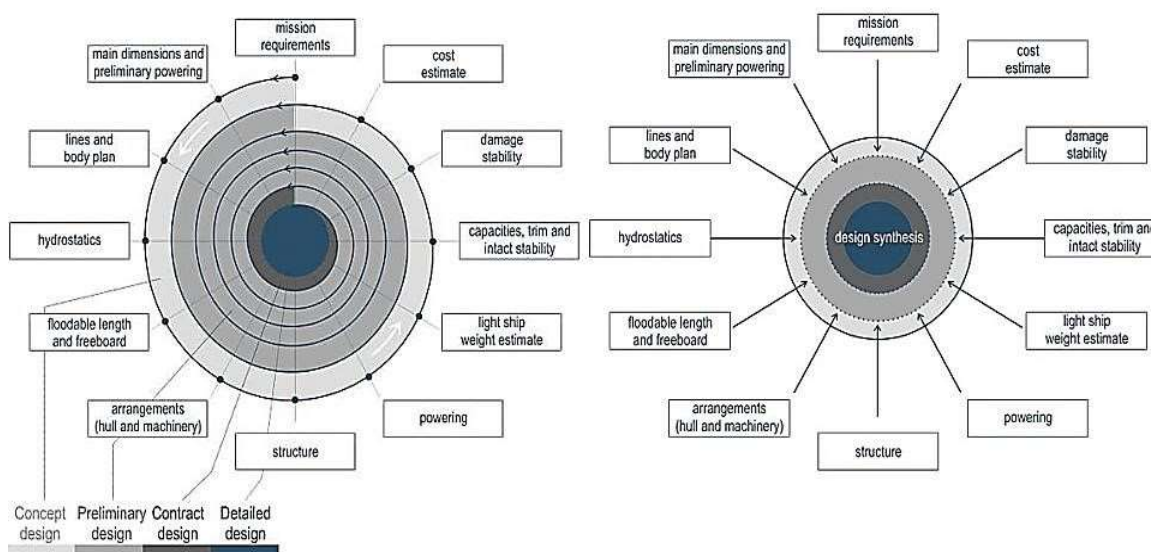 mission
requirements
main dimensions and
preliminary powering
cost
estimate
lines and
body plan
damage
stability
hydrostatics
capacities, trim and
intact stability
floodable length
and freeboard
light ship
weight estimate
arrangements
(hull and machinery)
powering
structure
Concept
design
Preliminary
design
Contract
design
Detailed
design
mission
requirements
main dimensions and
preliminary powering
cost
estimate
lines and
body plan
damage
stability
hydrostatics
design synthesis
capacities, trim and
intact stability
floodable length
and freeboard
light ship
weight estimate
arrangements
(hull and machinery)
powering
structure